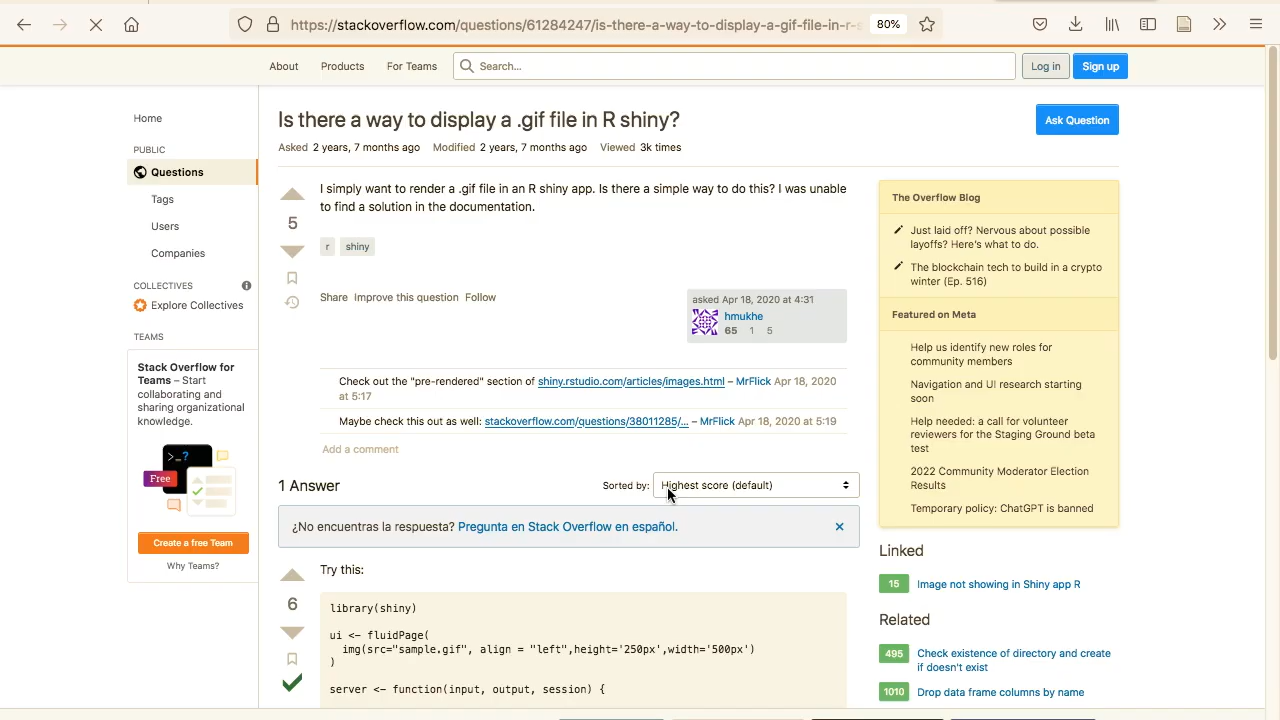 https://stackoverflow.com/questions/61284247/is-there-a-way-to-display-a-gif-file-in-r-s
80%
About
Products
For Teams
Search...
Log in
Sign up
Home
PUBLIC
Questions
Tags
Users
Companies
COLLECTIVES
Explore Collectives
TEAMS
Stack Overflow for
Teams – Start
collaborating and
sharing organizational
knowledge.
>_?
Free
Create a free Team
Why Teams?
Is there a way to display a .gif file in R shiny?
Ask Question
Asked 2 years, 7 months ago Modified 2 years, 7 months ago Viewed 3k times
I simply want to render a .gif file in an R shiny app. Is there a simple way to do this? I was unable
to find a solution in the documentation.
5
r
shiny
Share Improve this question Follow
asked Apr 18, 2020 at 4:31
hmukhe
65 1 5
Check out the "pre-rendered" section of shiny.rstudio.com/articles/images.html – MrFlick Apr 18, 2020
at 5:17
Maybe check this out as well: stackoverflow.com/questions/38011285/... – MrFlick Apr 18, 2020 at 5:19
Add a comment
1 Answer
Sorted by:
Highest score (default)
¿No encuentras la respuesta? Pregunta en Stack Overflow en español.
Try this:
6
library(shiny)
ui <- fluidPage(
img(src="sample.gif", align = "left",height='250px',width='500px')
)
server <- function(input, output, session) {
The Overflow Blog
Just laid off? Nervous about possible
layoffs? Here's what to do.
The blockchain tech to build in a crypto
winter (Ep. 516)
Featured on Meta
Help us identify new roles for
community members
Navigation and UI research starting
soon
Help needed: a call for volunteer
reviewers for the Staging Ground beta
test
2022 Community Moderator Election
Results
Temporary policy: ChatGPT is banned
Linked
15 Image not showing in Shiny app R
Related
495 Check existence of directory and create
if doesn't exist
1010 Drop data frame columns by name